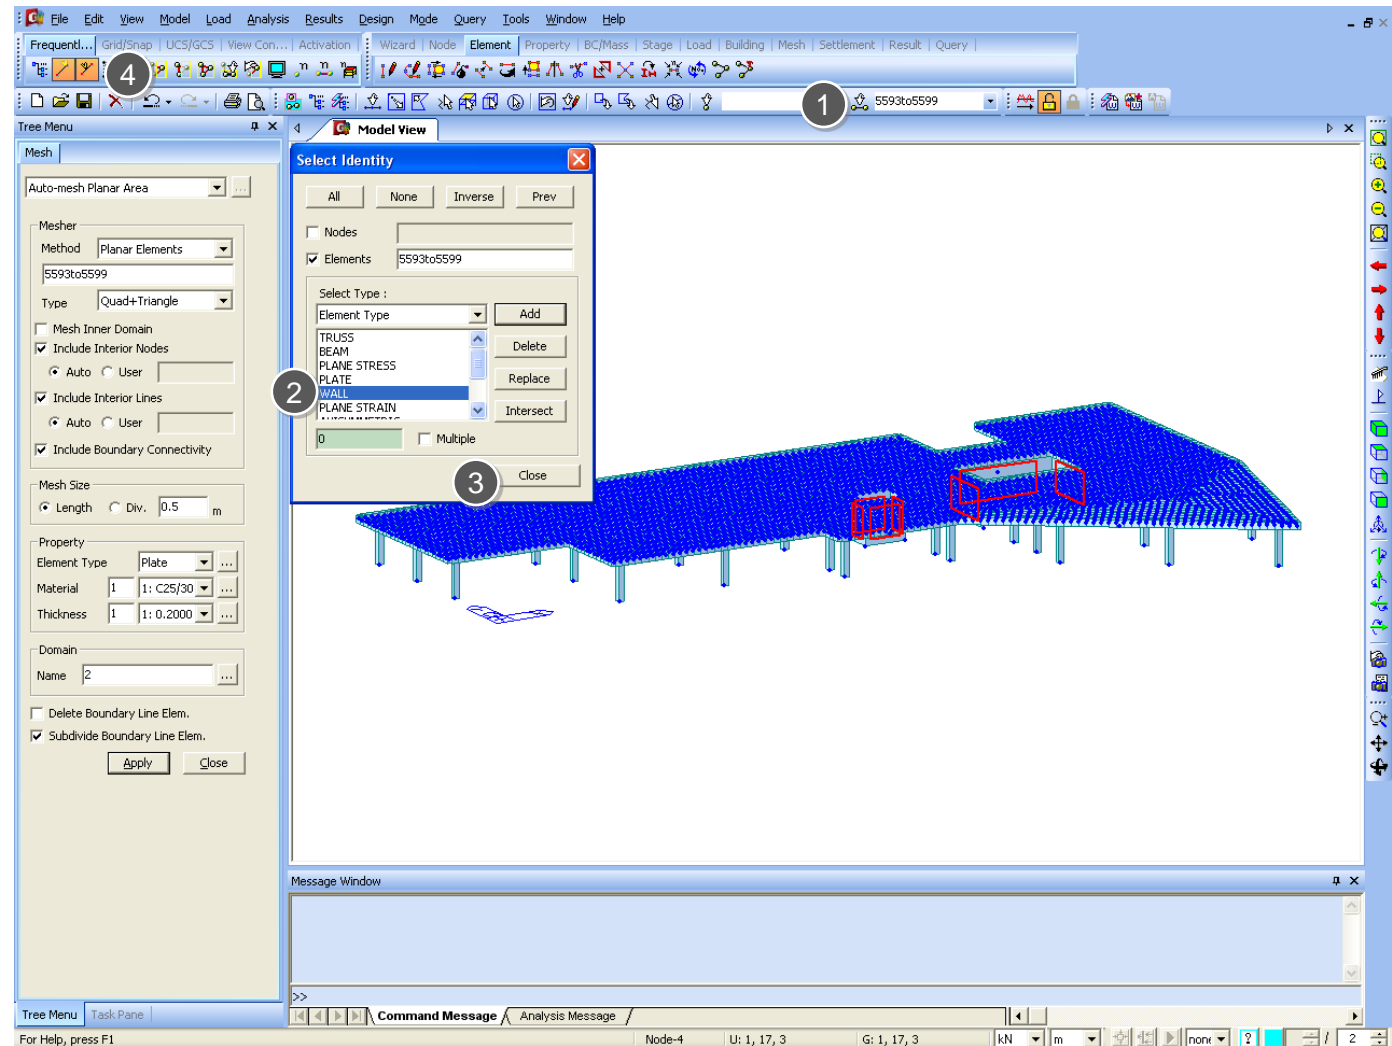 File Edit View Model Load Analysis Results Design Mode Query Tools Window Help
Frequentl... Grid/Snap UCS/GCS View Con... Activation Wizard Node Element Property BC/Mass Stage Load Building Mesh Settlement Result Query
4
1
5593to5599
Tree Menu
Model View
Mesh
Auto-mesh Planar Area
Mesher
Method Planar Elements
5593to5599
Type Quad+Triangle
Mesh Inner Domain
Include Interior Nodes
Auto User
Include Interior Lines
Auto User
Include Boundary Connectivity
Mesh Size
Length Div. 0.5 m
Property
Element Type Plate
Material 1 1: C25/30
Thickness 1 1: 0.2000
Domain
Name 2
Delete Boundary Line Elem.
Subdivide Boundary Line Elem.
Apply Close
Select Identity
All None Inverse Prev
Nodes
Elements 5593to5599
Select Type :
Element Type Add
TRUSS
BEAM
PLANE STRESS
PLATE
WALL
PLANE STRAIN
Delete
Replace
Intersect
2
0 Multiple
3 Close
Message Window
>>
Command Message Analysis Message
Tree Menu Task Pane
For Help, press F1 Node-4 U: 1, 17, 3 G: 1, 17, 3 kN m none ? / 2